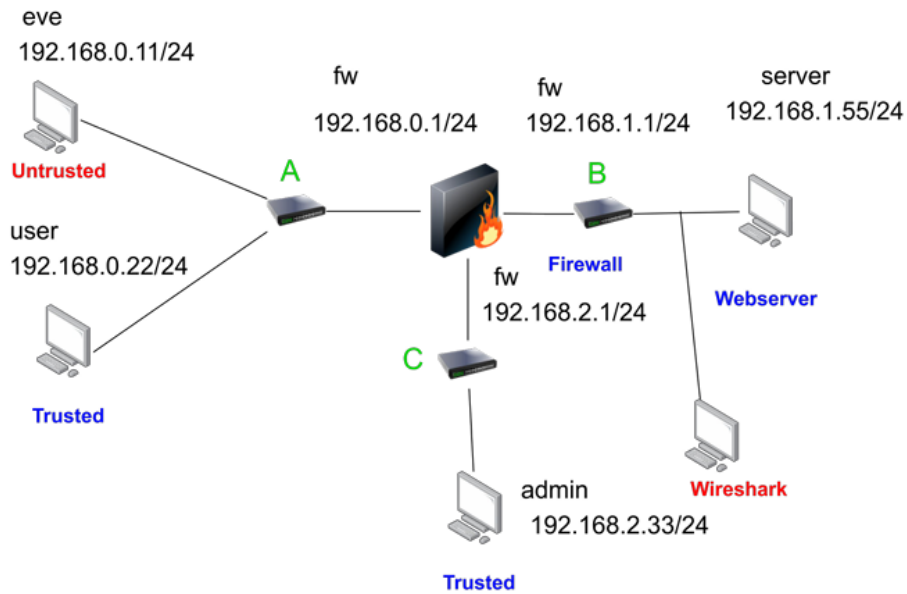 eve
192.168.0.11/24
Untrusted
user
192.168.0.22/24
Trusted
A
fw
192.168.0.1/24
fw
192.168.1.1/24
B
Firewall
server
192.168.1.55/24
Webserver
fw
192.168.2.1/24
C
admin
192.168.2.33/24
Trusted
Wireshark